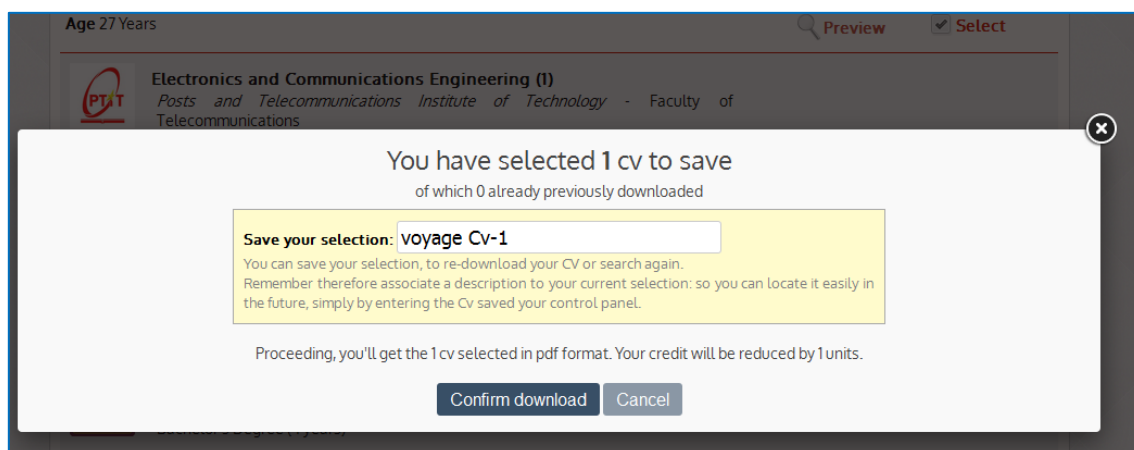 Age 27 Years
Preview
Select
Electronics and Communications Engineering (1)
Posts and Telecommunications Institute of Technology - Faculty of
Telecommunications
PTIT
You have selected 1 cv to save
of which 0 already previously downloaded
Save your selection: voyage Cv-1
You can save your selection, to re-download your CV or search again.
Remember therefore associate a description to your current selection: so you can locate it easily in
the future, simply by entering the Cv saved your control panel.
Proceeding, you'll get the 1 cv selected in pdf format. Your credit will be reduced by 1 units.
Confirm download
Cancel